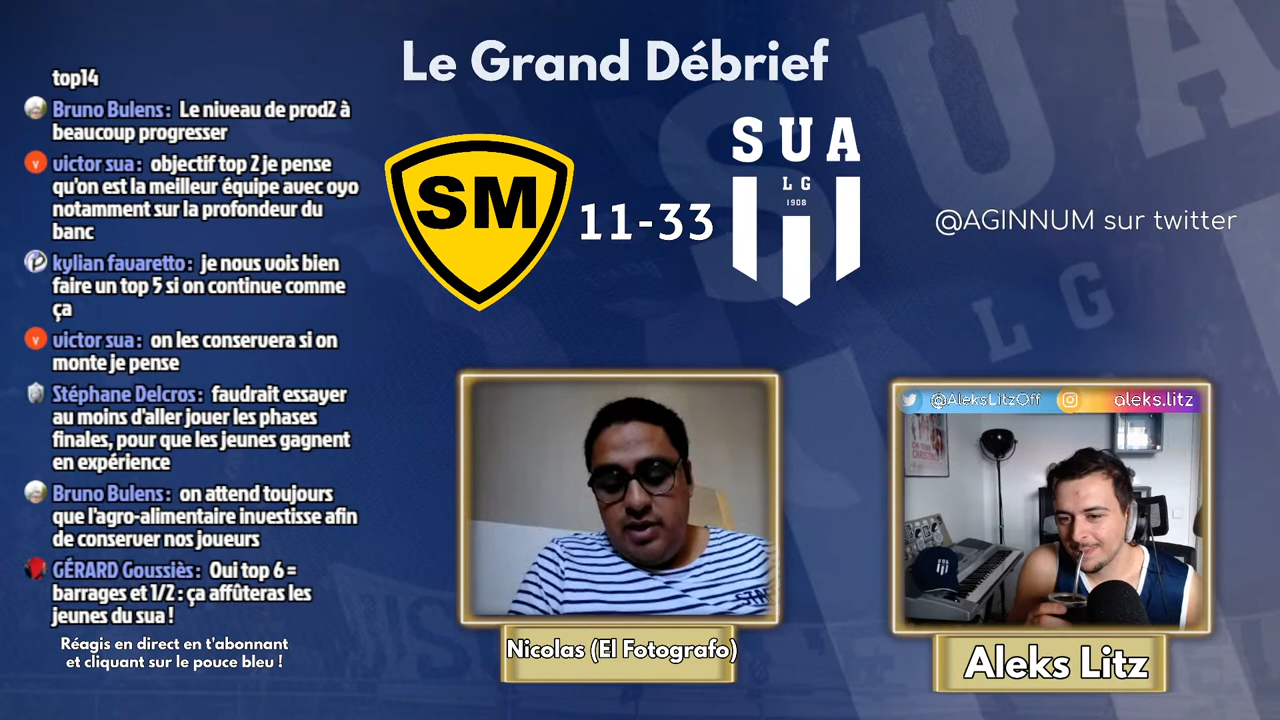 Le Grand Débrief
top14
Bruno Bulens : Le niveau de prod2 à
beaucoup progresser
victor sua : objectif top 2 je pense
qu'on est la meilleur équipe avec oyo
notamment sur la profondeur du
banc
kylian favaretto : je nous vois bien
faire un top 5 si on continue comme
ça
victor sua : on les conservera si on
monte je pense
Stéphane Delcros : faudrait essayer
au moins d'aller jouer les phases
finales, pour que les jeunes gagnent
en expérience
Bruno Bulens : on attend toujours
que l'agro-alimentaire investisse afin
de conserver nos joueurs
GÉRARD Goussiès : Oui top 6 =
barrages et 1/2 : ça affûteras les
jeunes du sua !
Réagis en direct en t'abonnant
et cliquant sur le pouce bleu !
SM
11-33
SUA
LG
1908
@AGINNUM sur twitter
SUA
LG
@AleksLitzOff
aleks.litz
Nicolas (El Fotografo)
Aleks Litz